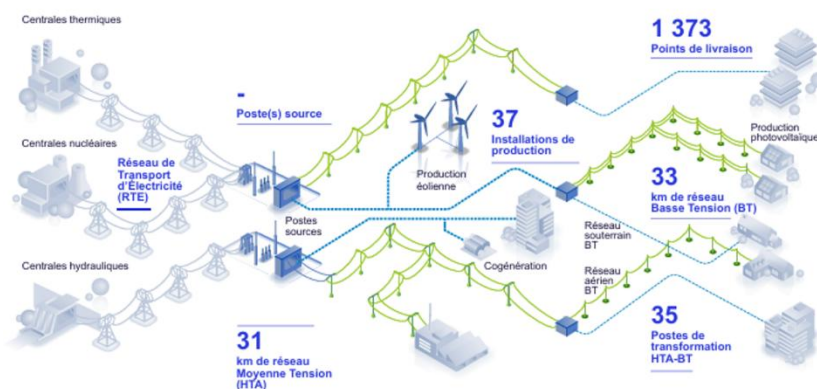 Centrales thermiques
1 373
Points de livraison
-
Poste(s) source
37
Installations de
production
Production
photovoltaïque
Centrales nucléaires
Réseau de
Transport
d'Électricité
(RTE)
Production
éolienne
33
km de réseau
Basse Tension (BT)
Postes
sources
Réseau
souterrain
BT
Centrales hydrauliques
Cogénération
Réseau
aérien
BT
31
km de réseau
Moyenne Tension
(HTA)
35
Postes de
transformation
HTA-BT